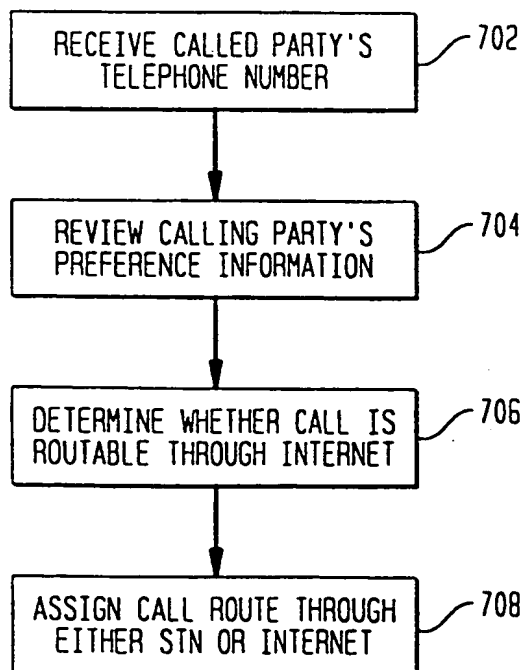 RECEIVE CALLED PARTY'S
TELEPHONE NUMBER
702
REVIEW CALLING PARTY'S
PREFERENCE INFORMATION
704
DETERMINE WHETHER CALL IS
ROUTABLE THROUGH INTERNET
706
ASSIGN CALL ROUTE THROUGH
EITHER STN OR INTERNET
708